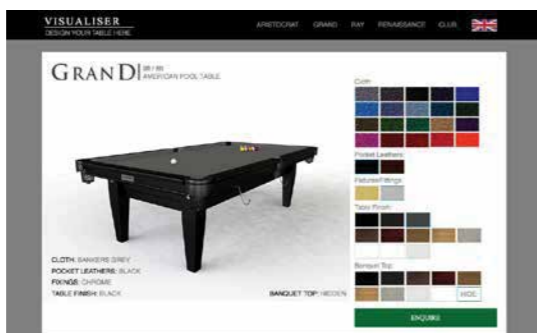 VISUALISER
DESIGN YOUR TABLE HERE
ARISTOCRAT GRAND RAY RENAISSANCE CLUB
GRAND
AMERICAN POOL TABLE
Cloth
Pocket Leathers
Fixtures/Fittings
Table Finish
Banquet Top
CLOTH: BANKERS GREY
POCKET LEATHERS: BLACK
FIXINGS: CHROME
TABLE FINISH: BLACK
BANQUET TOP: HIDDEN
HIDE
ENQUIRE